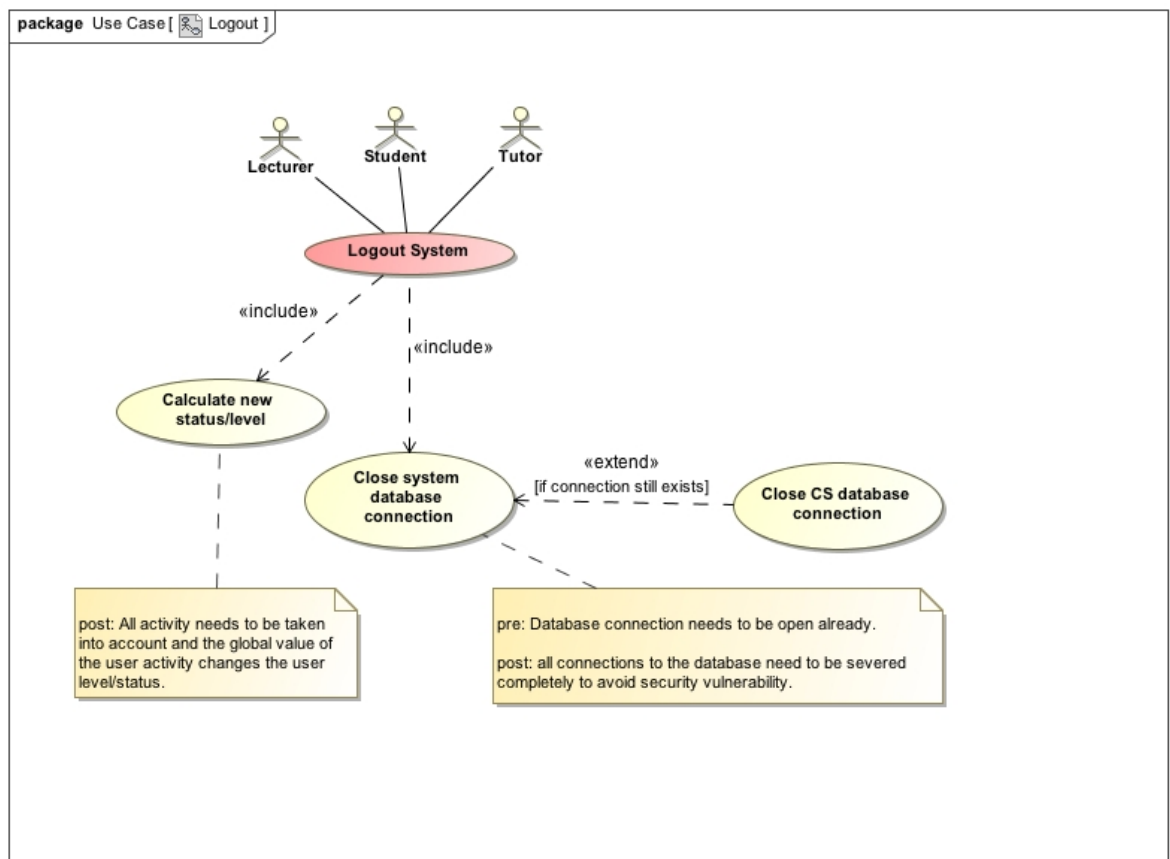 package Use Case [ Logout ]
Lecturer
Student
Tutor
Logout System
«include»
«include»
Calculate new
status/level
Close system
database
connection
«extend»
[if connection still exists]
Close CS database
connection
post: All activity needs to be taken
into account and the global value of
the user activity changes the user
level/status.
pre: Database connection needs to be open already.
post: all connections to the database need to be severed
completely to avoid security vulnerability.